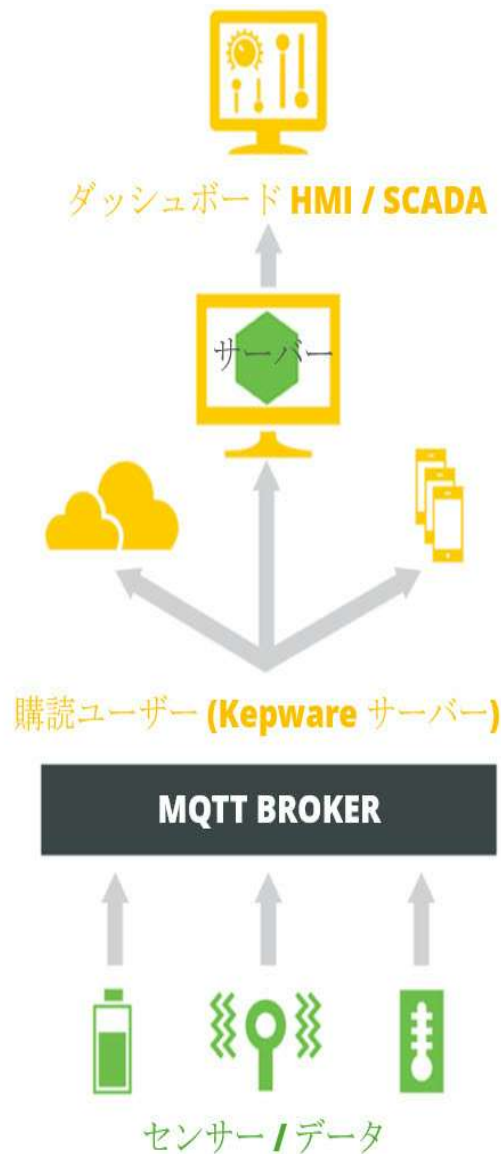 ダッシュボード HMI / SCADA
サーバー
購読ユーザー (Kepware サーバー)
MQTT BROKER
センサー / データ